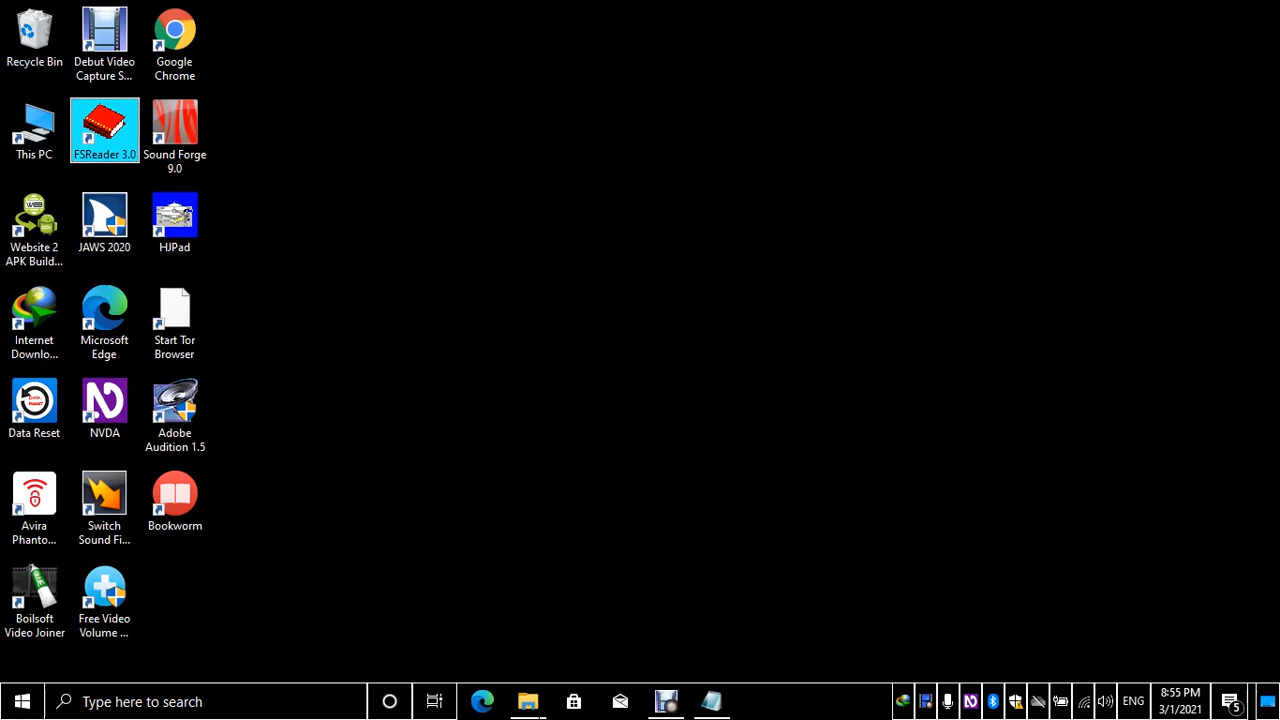 Recycle Bin
Debut Video
Capture S...
Google
Chrome
This PC
FSReader 3.0
Sound Forge
9.0
WEB
Website 2
APK Build...
JAWS 2020
HJPad
Internet
Downlo...
Microsoft
Edge
Start Tor
Browser
DATA
RESET
Data Reset
NVDA
Adobe
Audition 1.5
Avira
Phanto...
Switch
Sound Fi...
Bookworm
Boilsoft
Video Joiner
Free Video
Volume ...
Type here to search
ENG
8:55 PM
3/1/2021
5